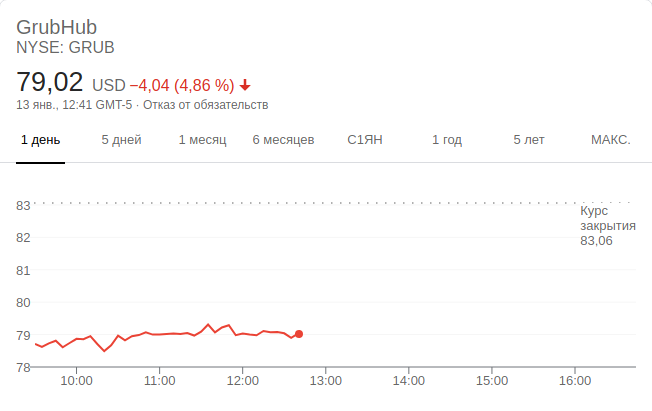 GrubHub
NYSE: GRUB
79,02 USD −4,04 (4,86 %)
13 янв., 12:41 GMT-5 · Отказ от обязательств
1 день 5 дней 1 месяц 6 месяцев С1ЯН 1 год 5 лет МАКС.
83
Курс
закрытия
83,06
82
81
80
79
78
10:00 11:00 12:00 13:00 14:00 15:00 16:00